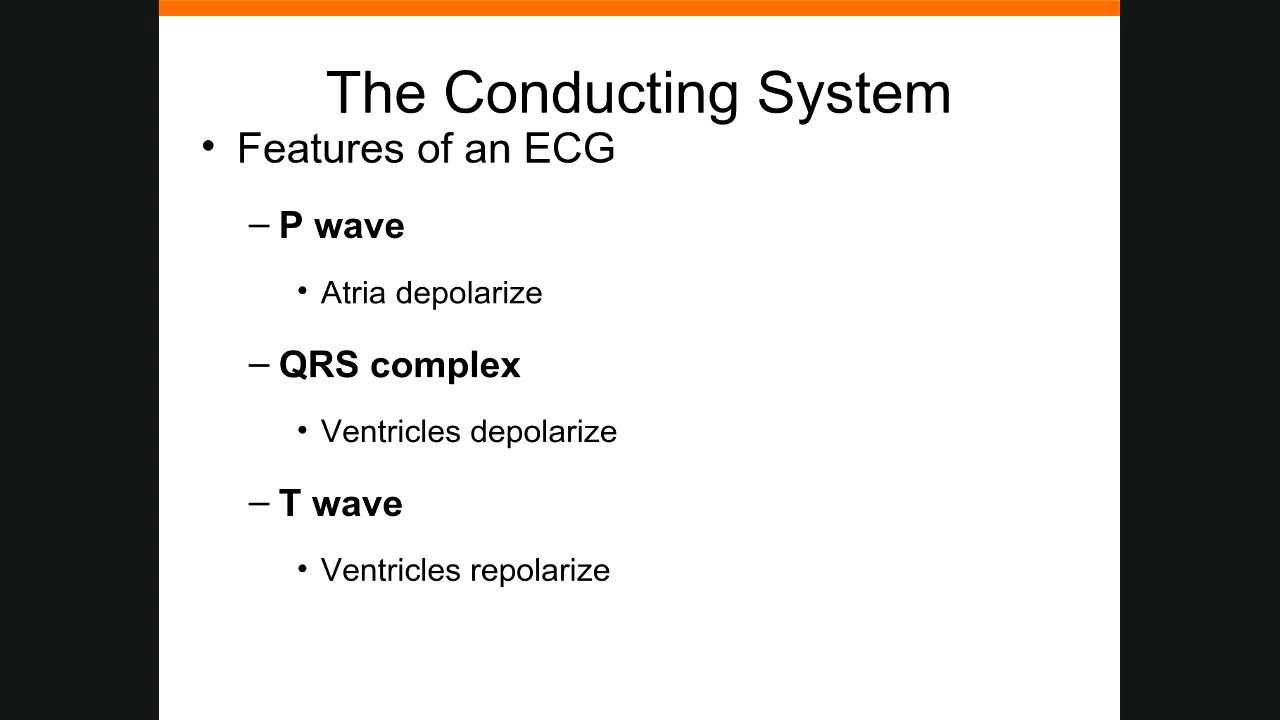 The Conducting System
• Features of an ECG
– P wave
• Atria depolarize
– QRS complex
• Ventricles depolarize
– T wave
• Ventricles repolarize